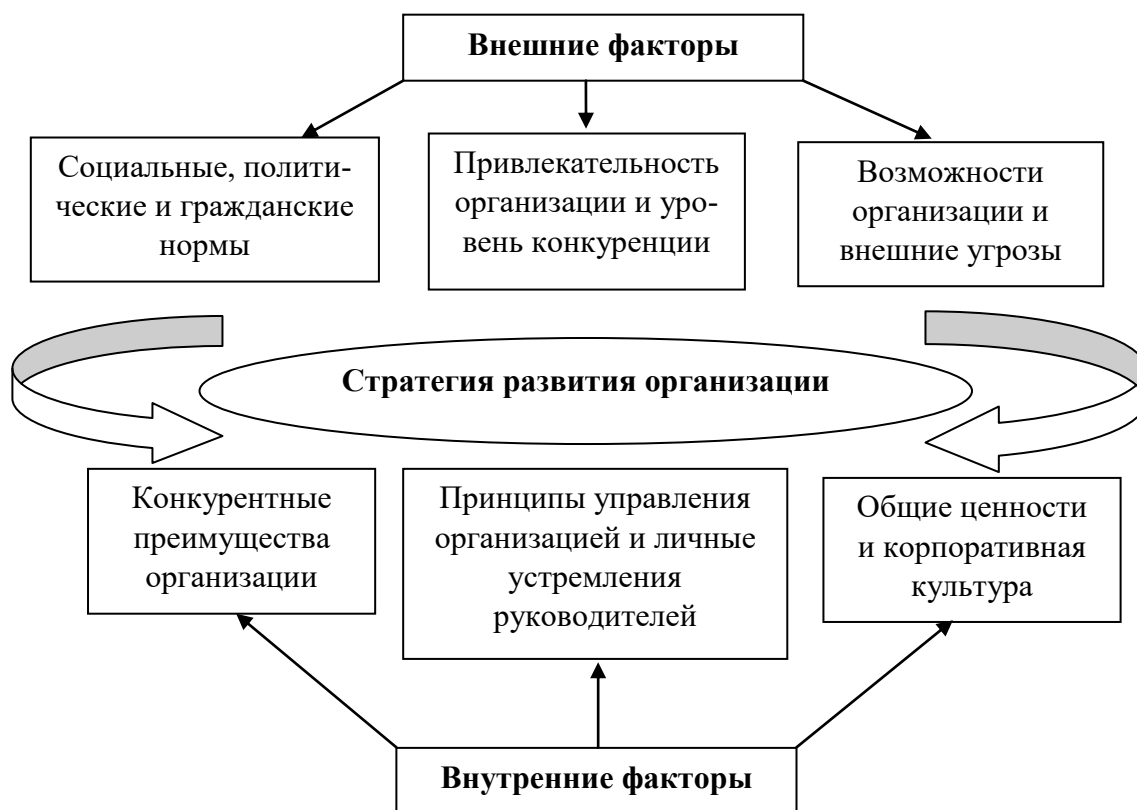 Внешние факторы
Социальные, полити-
ческие и гражданские
нормы
Привлекательность
организации и уро-
вень конкуренции
Возможности
организации и
внешние угрозы
Стратегия развития организации
Конкурентные
преимущества
организации
Принципы управления
организацией и личные
устремления
руководителей
Общие ценности
и корпоративная
культура
Внутренние факторы